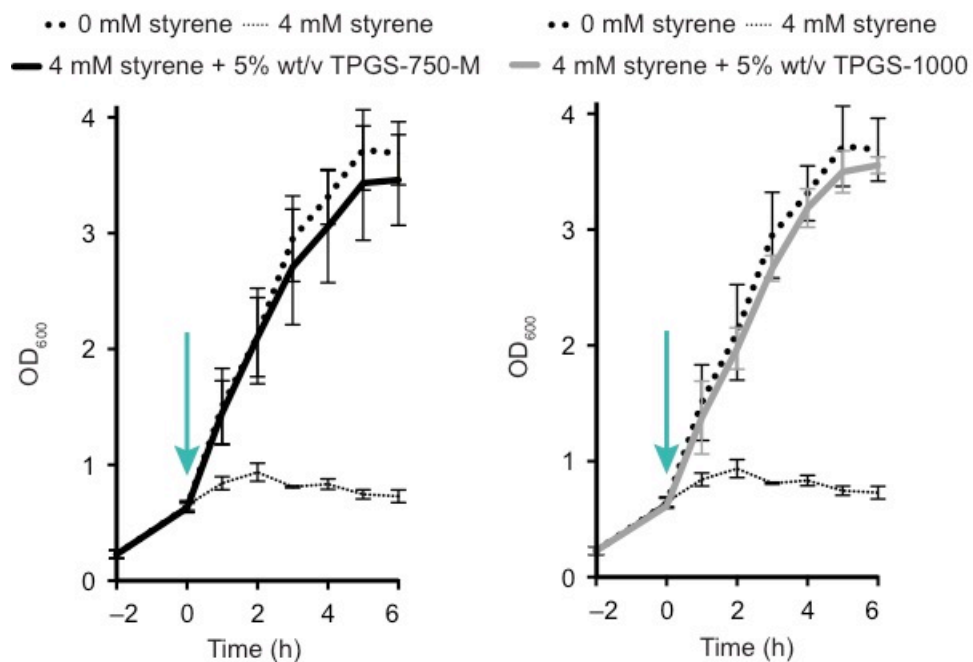 •• 0 mM styrene ······ 4 mM styrene
4 mM styrene + 5% wt/v TPGS-750-M
4
3
2
1
0
OD600
–2 0 2 4 6
Time (h)
•• 0 mM styrene ······ 4 mM styrene
4 mM styrene + 5% wt/v TPGS-1000
4
3
2
1
0
OD600
–2 0 2 4 6
Time (h)